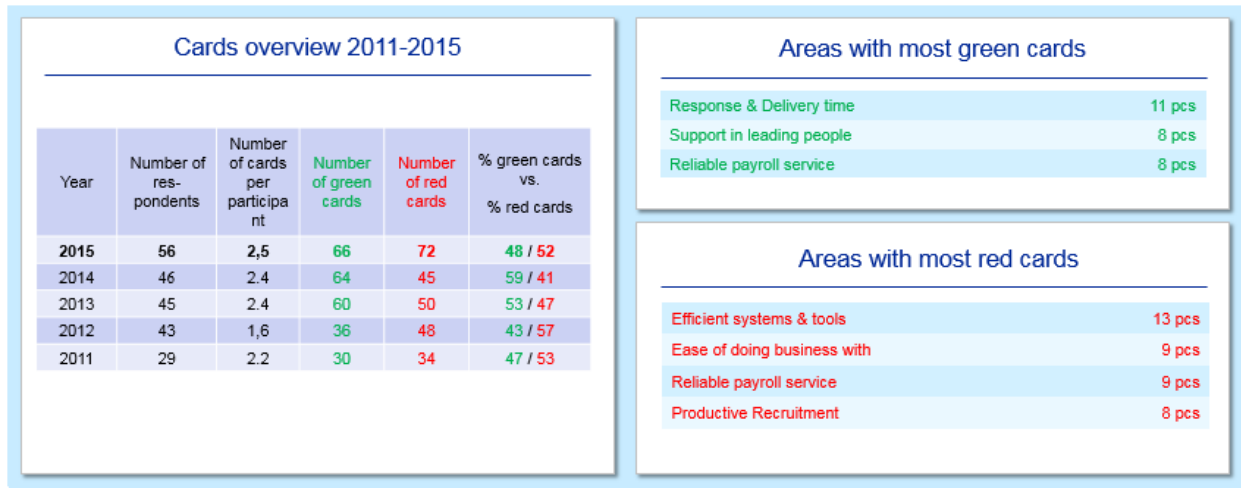 Cards overview 2011-2015
Year
Number of
res-
pondents
Number
of cards
per
participa
nt
Number
of green
cards
Number
of red
cards
% green cards
vs.
% red cards
2015 56 2,5 66 72 48 / 52
2014 46 2.4 64 45 59 / 41
2013 45 2.4 60 50 53 / 47
2012 43 1,6 36 48 43 / 57
2011 29 2.2 30 34 47 / 53
Areas with most green cards
Response & Delivery time 11 pcs
Support in leading people 8 pcs
Reliable payroll service 8 pcs
Areas with most red cards
Efficient systems & tools 13 pcs
Ease of doing business with 9 pcs
Reliable payroll service 9 pcs
Productive Recruitment 8 pcs